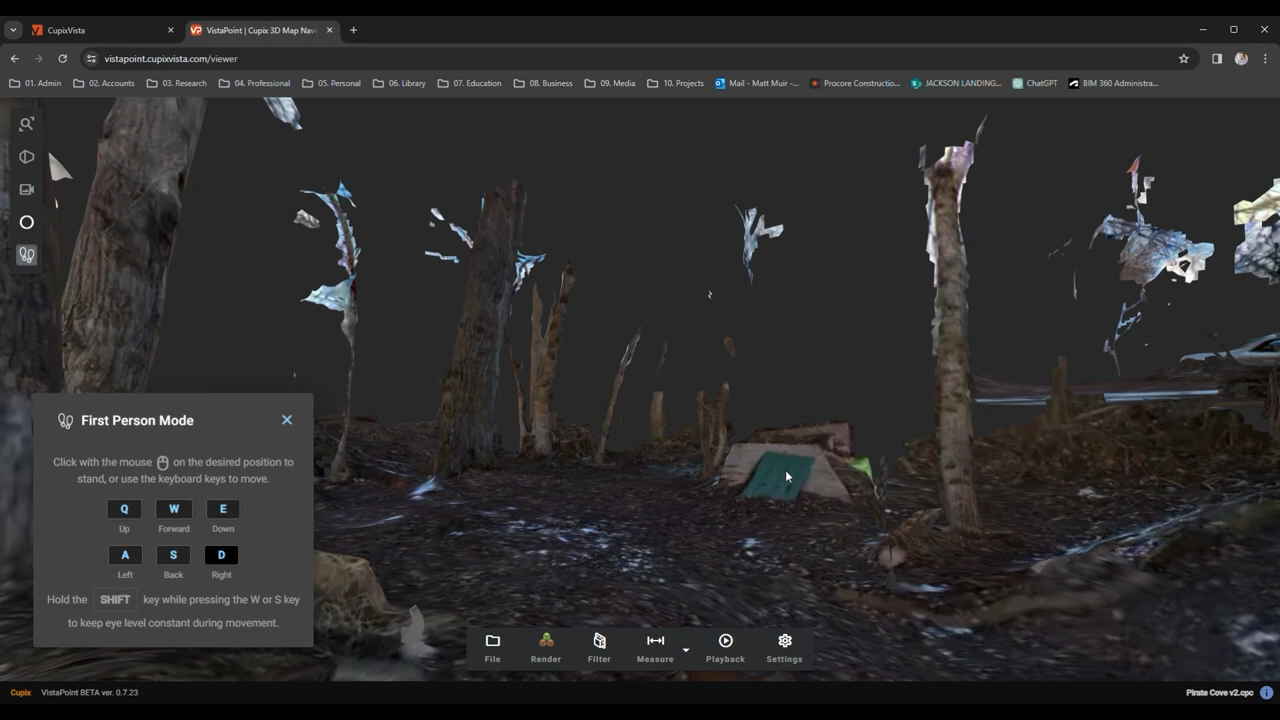 CupixVista
VistaPoint | Cupix 3D Map Navi
vistapoint.cupixvista.com/viewer
01. Admin 02. Accounts 03. Research 04. Professional 05. Personal 06. Library 07. Education 08. Business 09. Media 10. Projects Mail - Matt Muir -... Procore Constructio... JACKSON LANDING... ChatGPT BIM 360 Administra...
First Person Mode
Click with the mouse on the desired position to
stand, or use the keyboard keys to move.
Q W E
Up Forward Down
A S D
Left Back Right
Hold the SHIFT key while pressing the W or S key
to keep eye level constant during movement.
File Render Filter Measure Playback Settings
Cupix VistaPoint BETA ver. 0.7.23 Pirate Cove v2.cpc